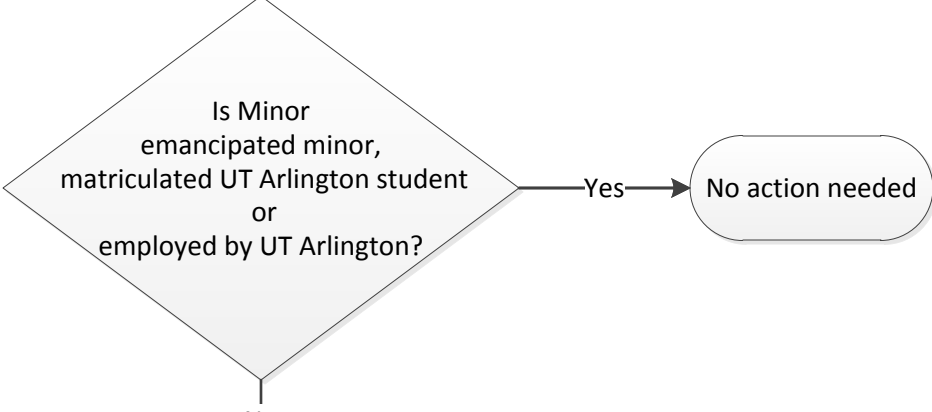 Is Minor
emancipated minor,
matriculated UT Arlington student
or
employed by UT Arlington?
Yes
No action needed